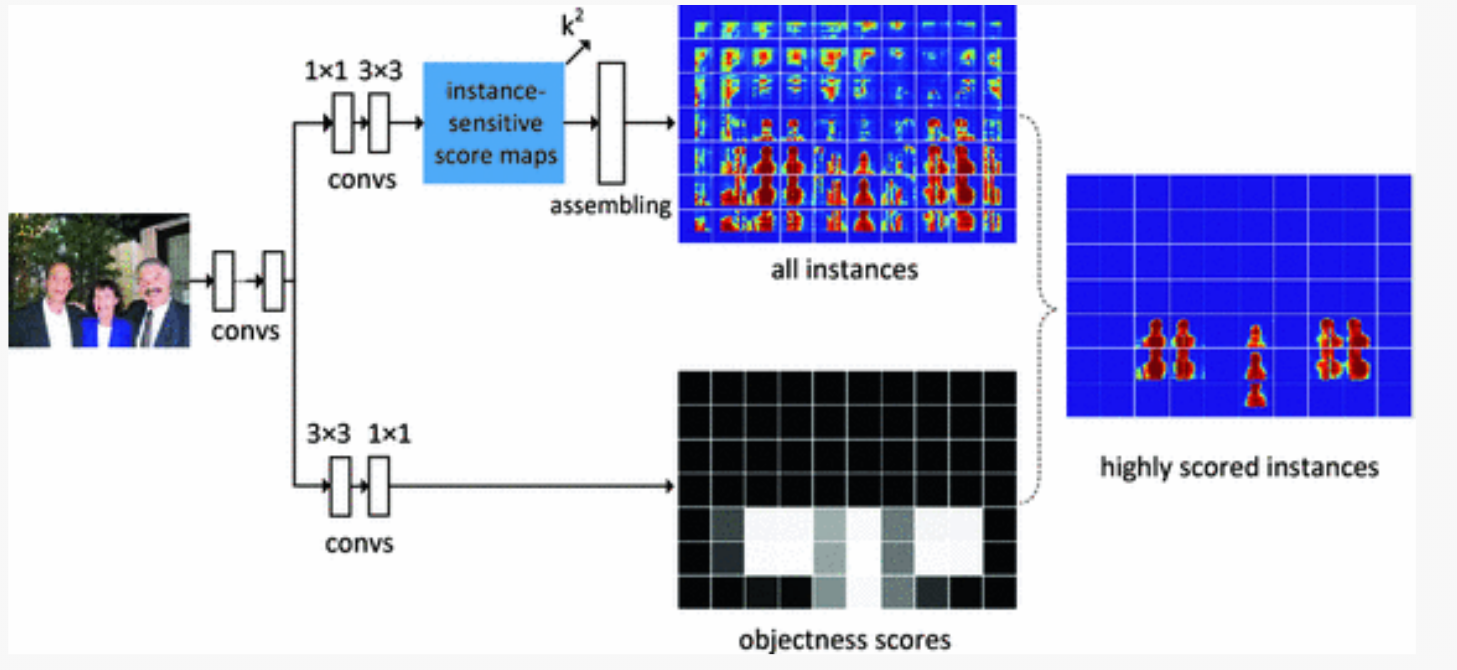 k²
1×1 3×3
instance-
sensitive
score maps
convs
assembling
all instances
convs
highly scored instances
3×3 1×1
convs
objectness scores